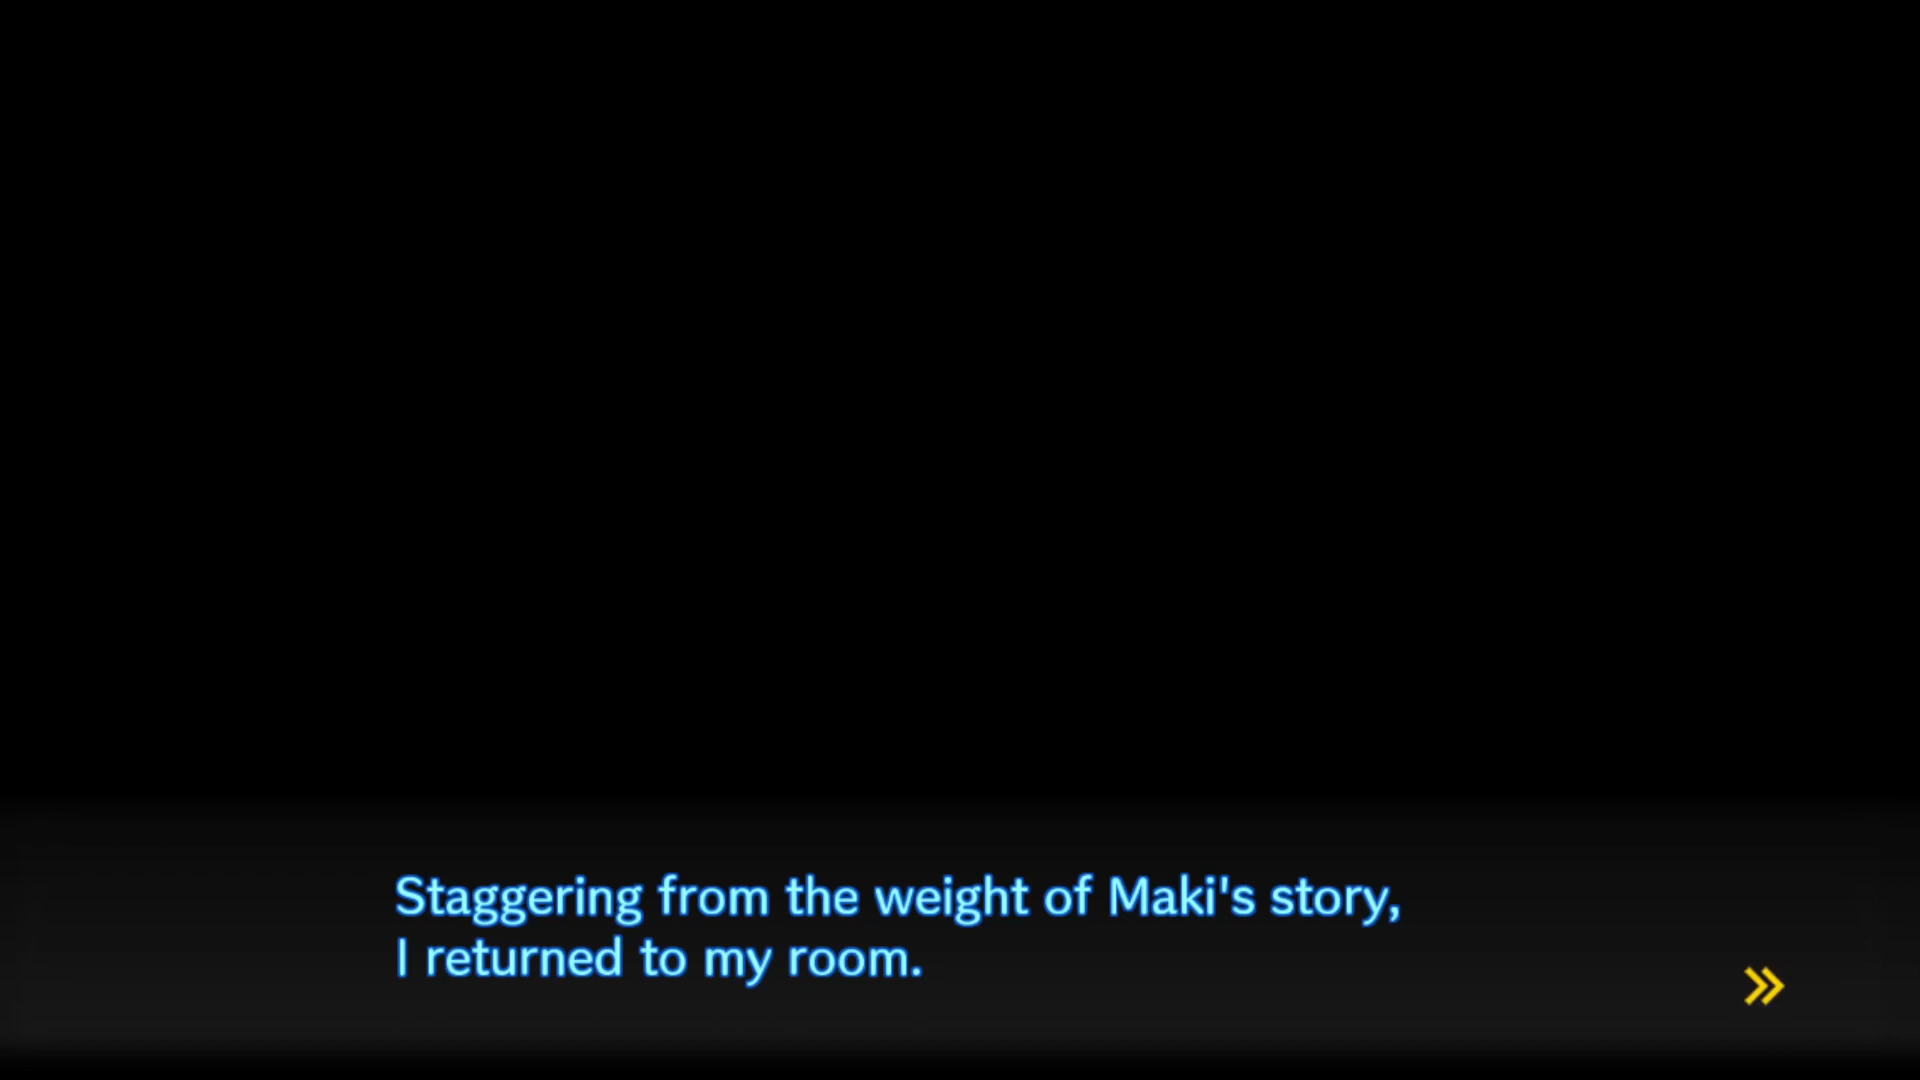 Staggering from the weight of Maki's story,
I returned to my room.